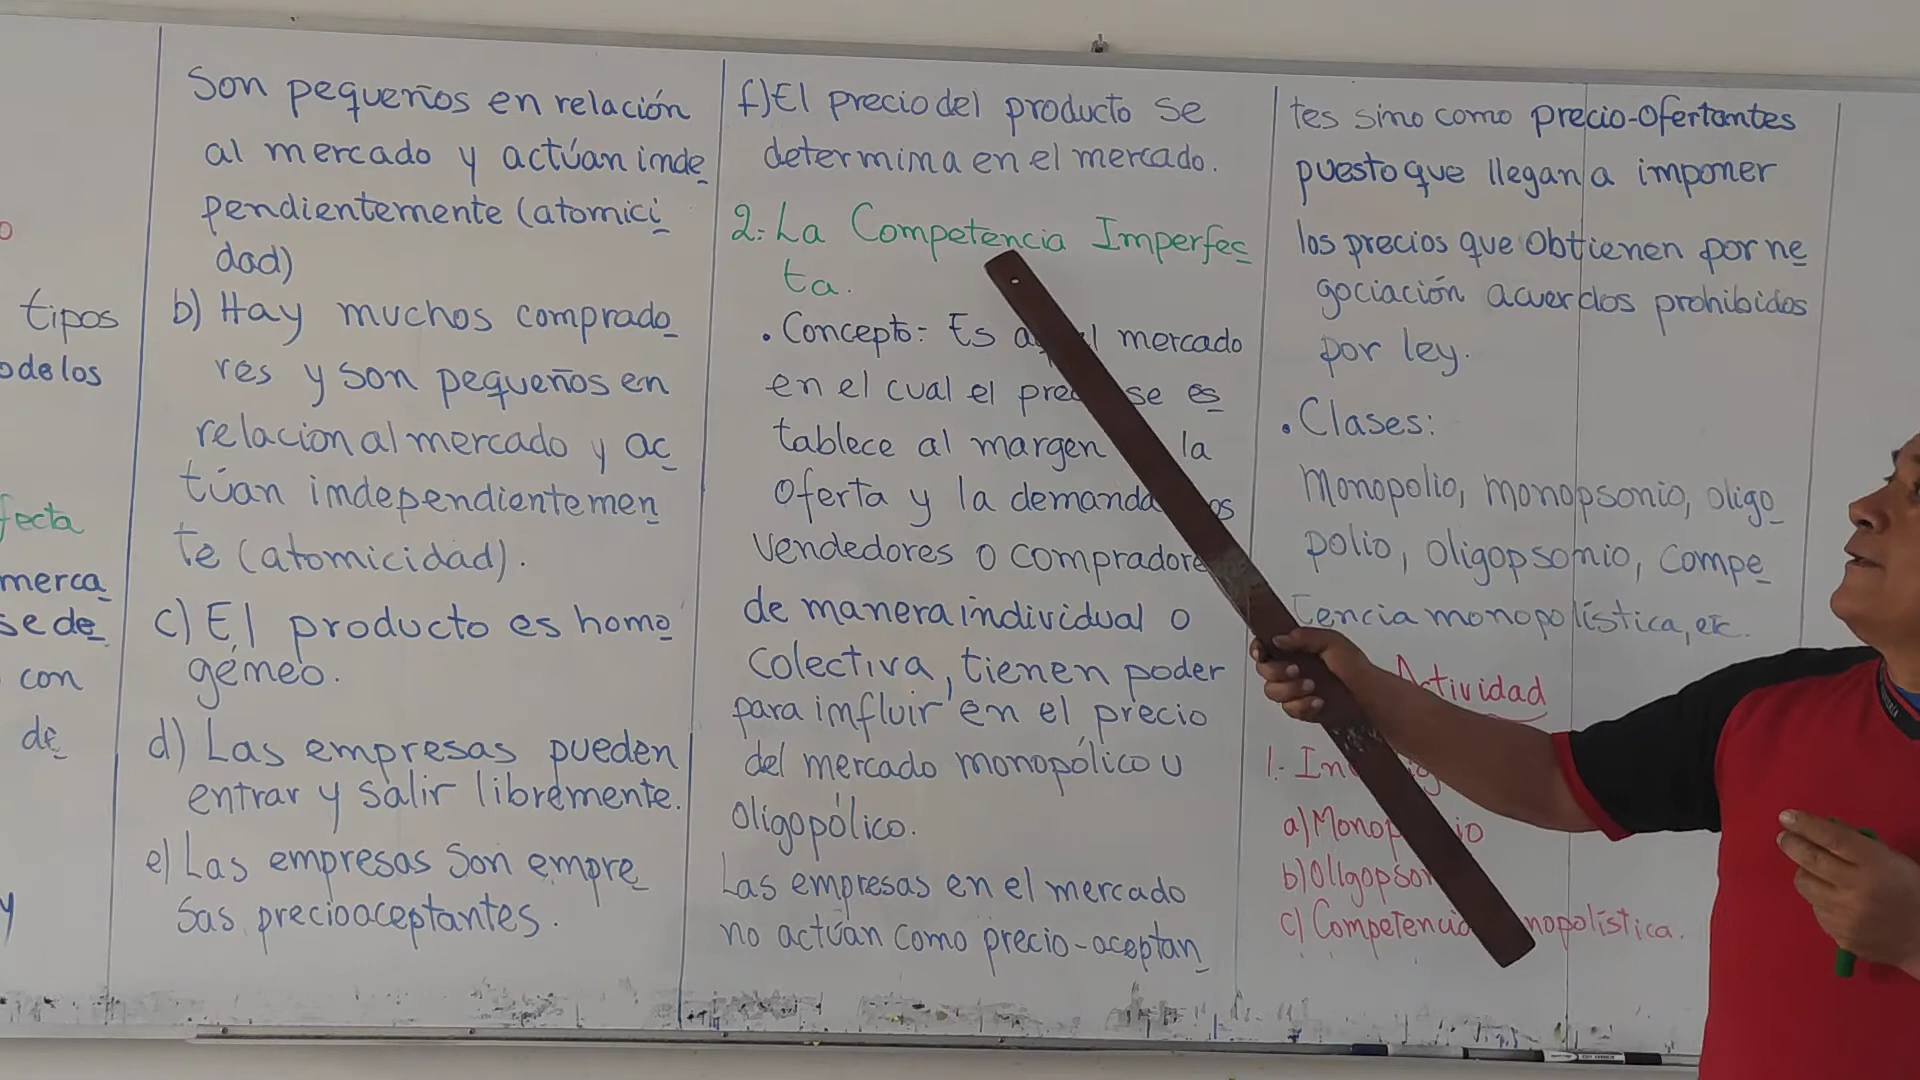 o
tipos
odelos
fecta
merca
se de
con
de
y
Son pequeños en relación
al mercado y actúan inde
pendientemente (atomici
dad)
b) Hay muchos comprado
res y son pequeños en
relacion al mercado y ac
túan independientemen
te (atomicidad).
c) El producto es homo
géneo.
d) Las empresas pueden
entrar y salir libremente.
e) Las empresas son empre
sas precioaceptantes.
f) El precio del producto se
determina en el mercado.
2.- La Competencia Imperfec
ta.
• Concepto: Es mercado
en el cual el se es
tablece al margen la
oferta y la demanda
vendedores o compradore
de manera individual o
colectiva, tienen poder
para influir en el precio
del mercado monopólico u
oligopólico.
Las empresas en el mercado
no actúan como precio-aceptan
tes sino como precio-ofertantes
puesto que llegan a imponer
los precios que obtienen por ne
gociación acuerdos prohibidos
por ley.
• Clases:
Monopolio, monopsonio, oligo
polio, oligopsonio, compe
tencia monopolística, etc.
Actividad
1.-
a) Mono io
b) Oligopson
c) Competencia nopolística.